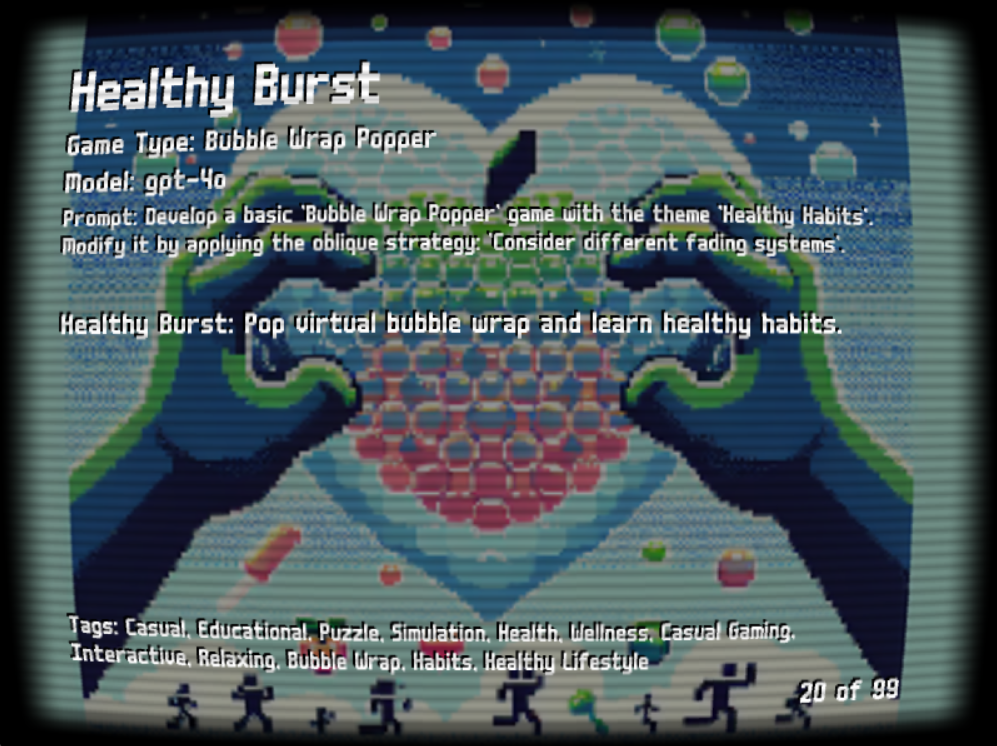 Healthy Burst
Game Type: Bubble Wrap Popper
Model: gpt-4o
Prompt: Develop a basic 'Bubble Wrap Popper' game with the theme 'Healthy Habits'.
Modify it by applying the oblique strategy: 'Consider different fading systems'.
Healthy Burst: Pop virtual bubble wrap and learn healthy habits.
Tags: Casual, Educational, Puzzle, Simulation, Health, Wellness, Casual Gaming,
Interactive, Relaxing, Bubble Wrap, Habits, Healthy Lifestyle
20 of 99